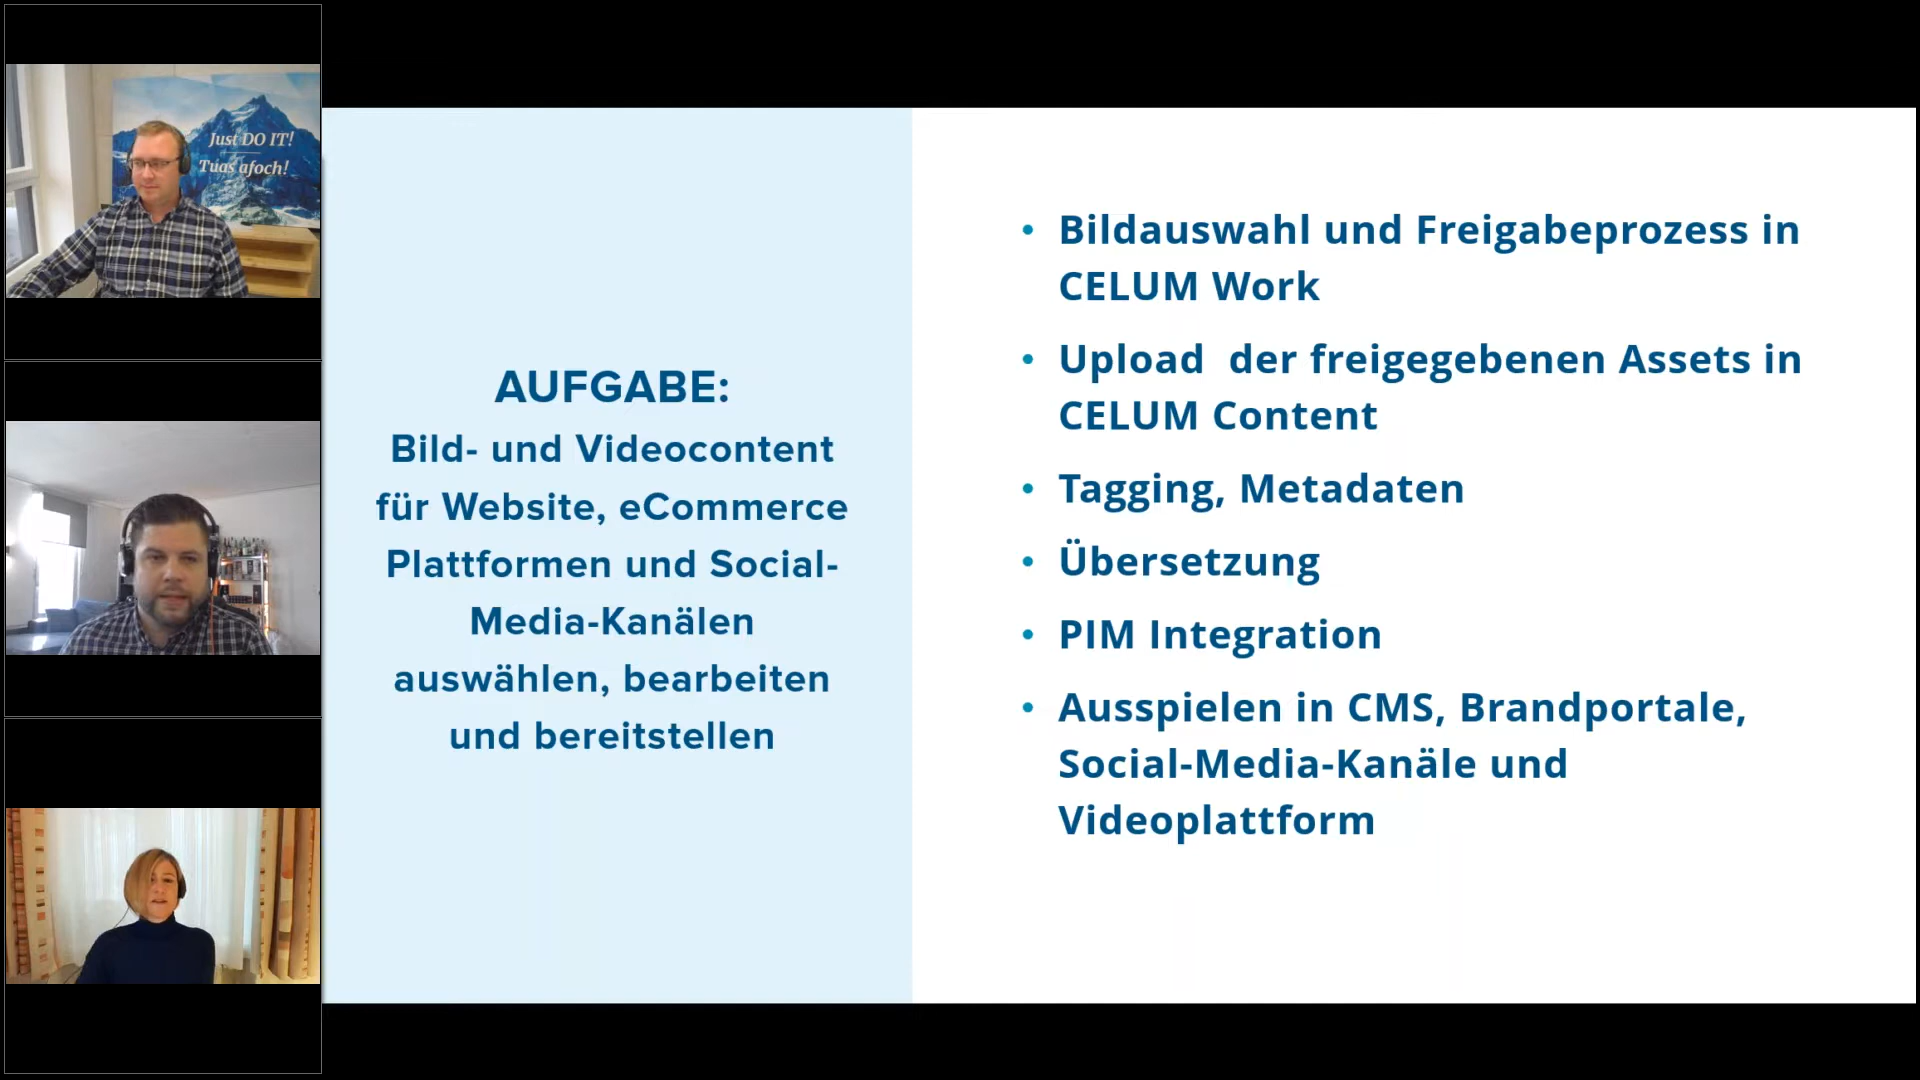 Just DO IT!
Tuas afoch!
AUFGABE:
Bild- und Videocontent
für Website, eCommerce
Plattformen und Social-
Media-Kanälen
auswählen, bearbeiten
und bereitstellen
• Bildauswahl und Freigabeprozess in
CELUM Work
• Upload  der freigegebenen Assets in
CELUM Content
• Tagging, Metadaten
• Übersetzung
• PIM Integration
• Ausspielen in CMS, Brandportale,
Social-Media-Kanäle und
Videoplattform